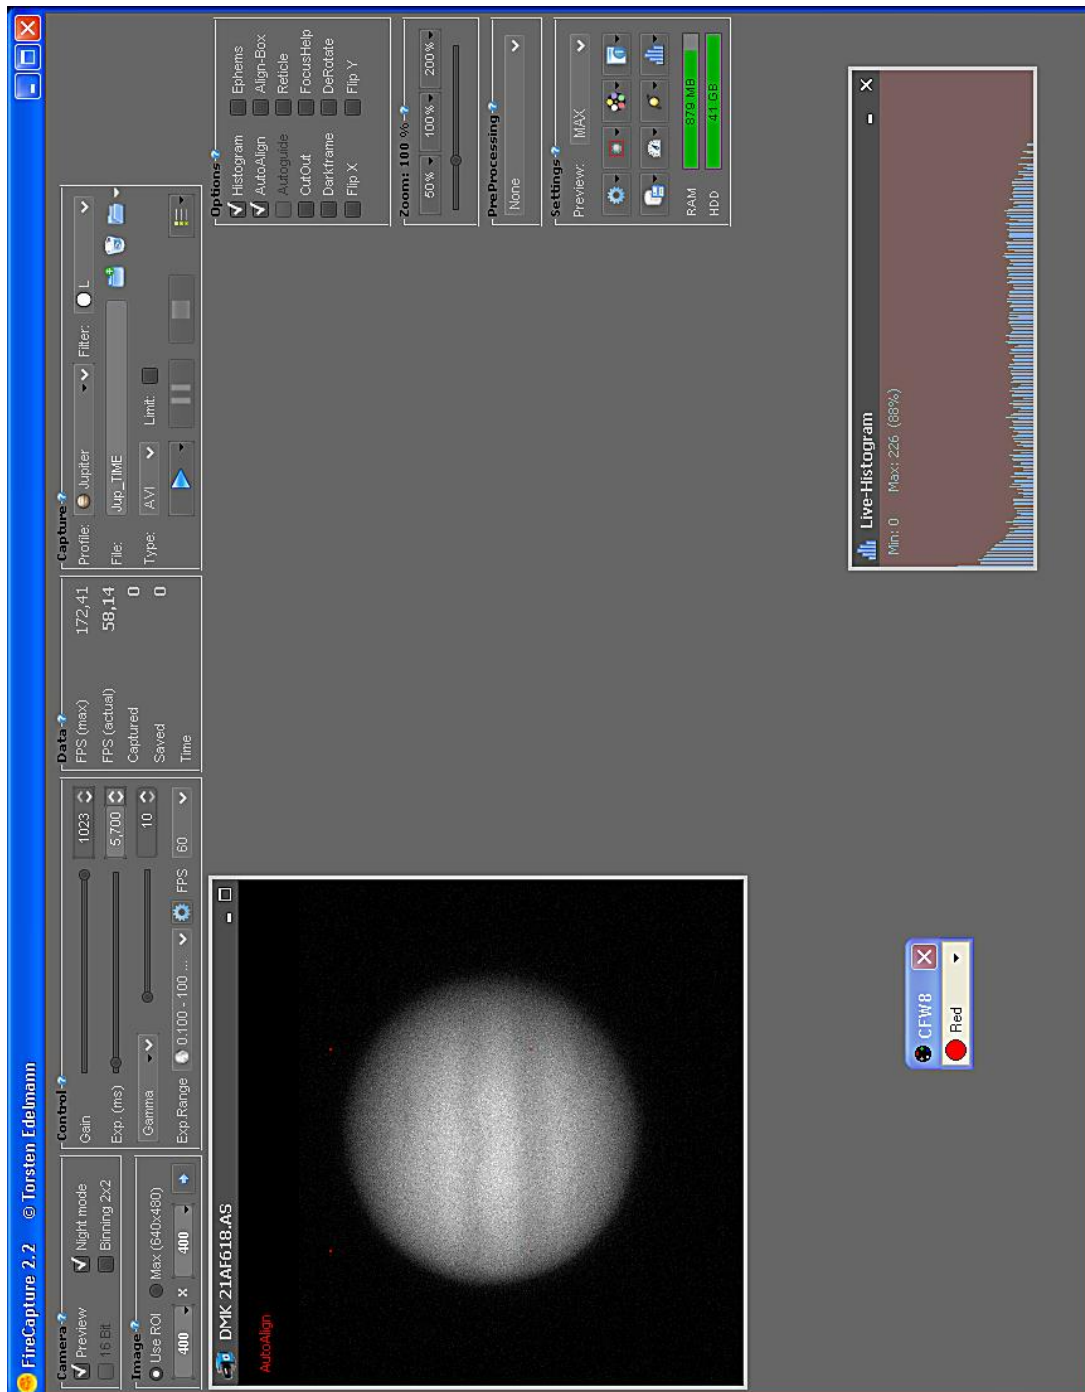 FireCapture 2.2 © Torsten Edelmann
Camera
Preview Night mode
16 Bit Binning 2x2
Image
Use ROI Max (640x480)
400 x 400
Control
Gain 1023
Exp. (ms) 5,700
Gamma 10
Exp.Range 0.100 - 100 ... FPS 60
Data
FPS (max) 172,41
FPS (actual) 58,14
Captured 0
Saved 0
Time
Capture
Profile: Jupiter Filter: L
File: Jup_TIME
Type: AVI Limit:
Options
Histogram Ephems
AutoAlign Align-Box
Autoguide Reticle
CutOut FocusHelp
Darkframe DeRotate
Flip X Flip Y
Zoom: 100 %
50% 100% 200%
PreProcessing
None
Settings
Preview: MAX
RAM 879 MB
HDD 41 GB
DMK 21AF618.AS
AutoAlign
CFW8
Red
Live-Histogram
Min: 0 Max: 226 (88%)